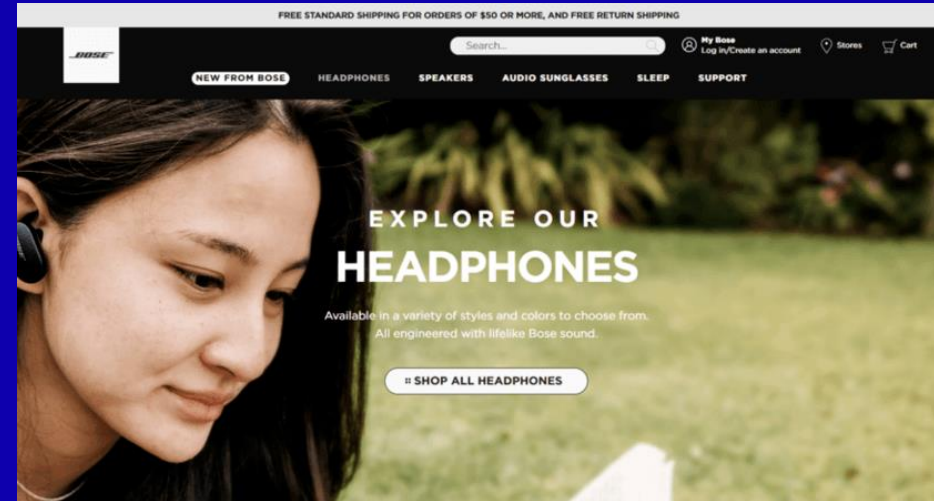 FREE STANDARD SHIPPING FOR ORDERS OF $50 OR MORE, AND FREE RETURN SHIPPING
BOSE
Search...
My Bose
Log in/Create an account
Stores
Cart
NEW FROM BOSE HEADPHONES SPEAKERS AUDIO SUNGLASSES SLEEP SUPPORT
EXPLORE OUR
HEADPHONES
Available in a variety of styles and colors to choose from.
All engineered with lifelike Bose sound.
SHOP ALL HEADPHONES